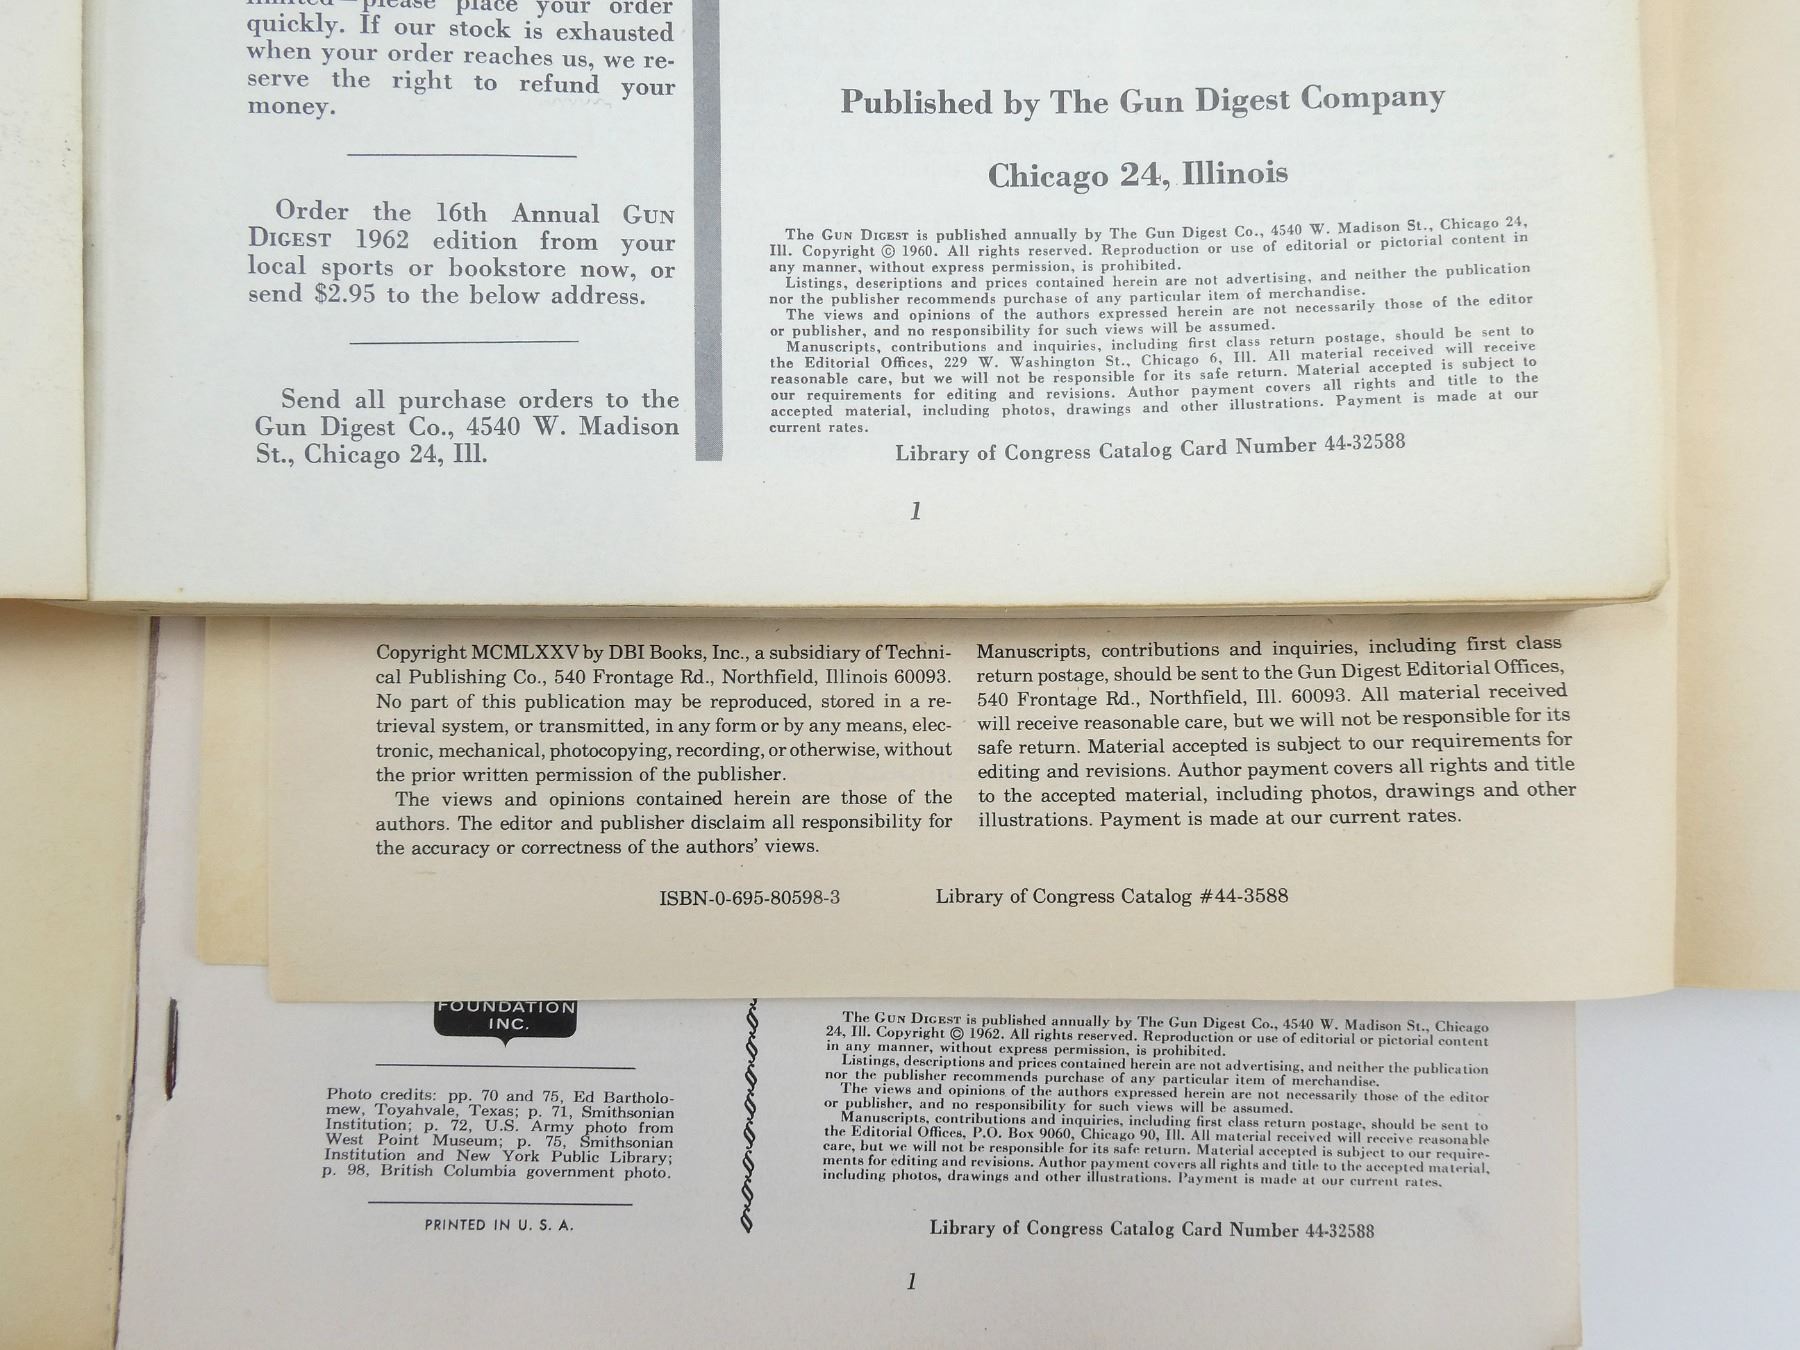 limited—please place your order
quickly. If our stock is exhausted
when your order reaches us, we re-
serve the right to refund your
money.
Order the 16th Annual GUN
DIGEST 1962 edition from your
local sports or bookstore now, or
send $2.95 to the below address.
Send all purchase orders to the
Gun Digest Co., 4540 W. Madison
St., Chicago 24, Ill.
Published by The Gun Digest Company
Chicago 24, Illinois
The GUN DIGEST is published annually by The Gun Digest Co., 4540 W. Madison St., Chicago 24,
Ill. Copyright © 1960. All rights reserved. Reproduction or use of editorial or pictorial content in
any manner, without express permission, is prohibited.
Listings, descriptions and prices contained herein are not advertising, and neither the publication
nor the publisher recommends purchase of any particular item of merchandise.
The views and opinions of the authors expressed herein are not necessarily those of the editor
or publisher, and no responsibility for such views will be assumed.
Manuscripts, contributions and inquiries, including first class return postage, should be sent to
the Editorial Offices, 229 W. Washington St., Chicago 6, Ill. All material received will receive
reasonable care, but we will not be responsible for its safe return. Material accepted is subject to
our requirements for editing and revisions. Author payment covers all rights and title to the
accepted material, including photos, drawings and other illustrations. Payment is made at our
current rates.
Library of Congress Catalog Card Number 44-32588
1
Copyright MCMLXXV by DBI Books, Inc., a subsidiary of Techni-
cal Publishing Co., 540 Frontage Rd., Northfield, Illinois 60093.
No part of this publication may be reproduced, stored in a re-
trieval system, or transmitted, in any form or by any means, elec-
tronic, mechanical, photocopying, recording, or otherwise, without
the prior written permission of the publisher.
The views and opinions contained herein are those of the
authors. The editor and publisher disclaim all responsibility for
the accuracy or correctness of the authors' views.
Manuscripts, contributions and inquiries, including first class
return postage, should be sent to the Gun Digest Editorial Offices,
540 Frontage Rd., Northfield, Ill. 60093. All material received
will receive reasonable care, but we will not be responsible for its
safe return. Material accepted is subject to our requirements for
editing and revisions. Author payment covers all rights and title
to the accepted material, including photos, drawings and other
illustrations. Payment is made at our current rates.
ISBN-0-695-80598-3
Library of Congress Catalog #44-3588
FOUNDATION
INC.
Photo credits: pp. 70 and 75, Ed Bartholo-
mew, Toyahvale, Texas; p. 71, Smithsonian
Institution; p. 72, U.S. Army photo from
West Point Museum; p. 75, Smithsonian
Institution and New York Public Library;
p. 98, British Columbia government photo.
PRINTED IN U. S. A.
The GUN DIGEST is published annually by The Gun Digest Co., 4540 W. Madison St., Chicago
24, Ill. Copyright © 1962. All rights reserved. Reproduction or use of editorial or pictorial content
in any manner, without express permission, is prohibited.
Listings, descriptions and prices contained herein are not advertising, and neither the publication
nor the publisher recommends purchase of any particular item of merchandise.
The views and opinions of the authors expressed herein are not necessarily those of the editor
or publisher, and no responsibility for such views will be assumed.
Manuscripts, contributions and inquiries, including first class return postage, should be sent to
the Editorial Offices, P.O. Box 9060, Chicago 90, Ill. All material received will receive reasonable
care, but we will not be responsible for its safe return. Material accepted is subject to our require-
ments for editing and revisions. Author payment covers all rights and title to the accepted material,
including photos, drawings and other illustrations. Payment is made at our current rates.
Library of Congress Catalog Card Number 44-32588
1